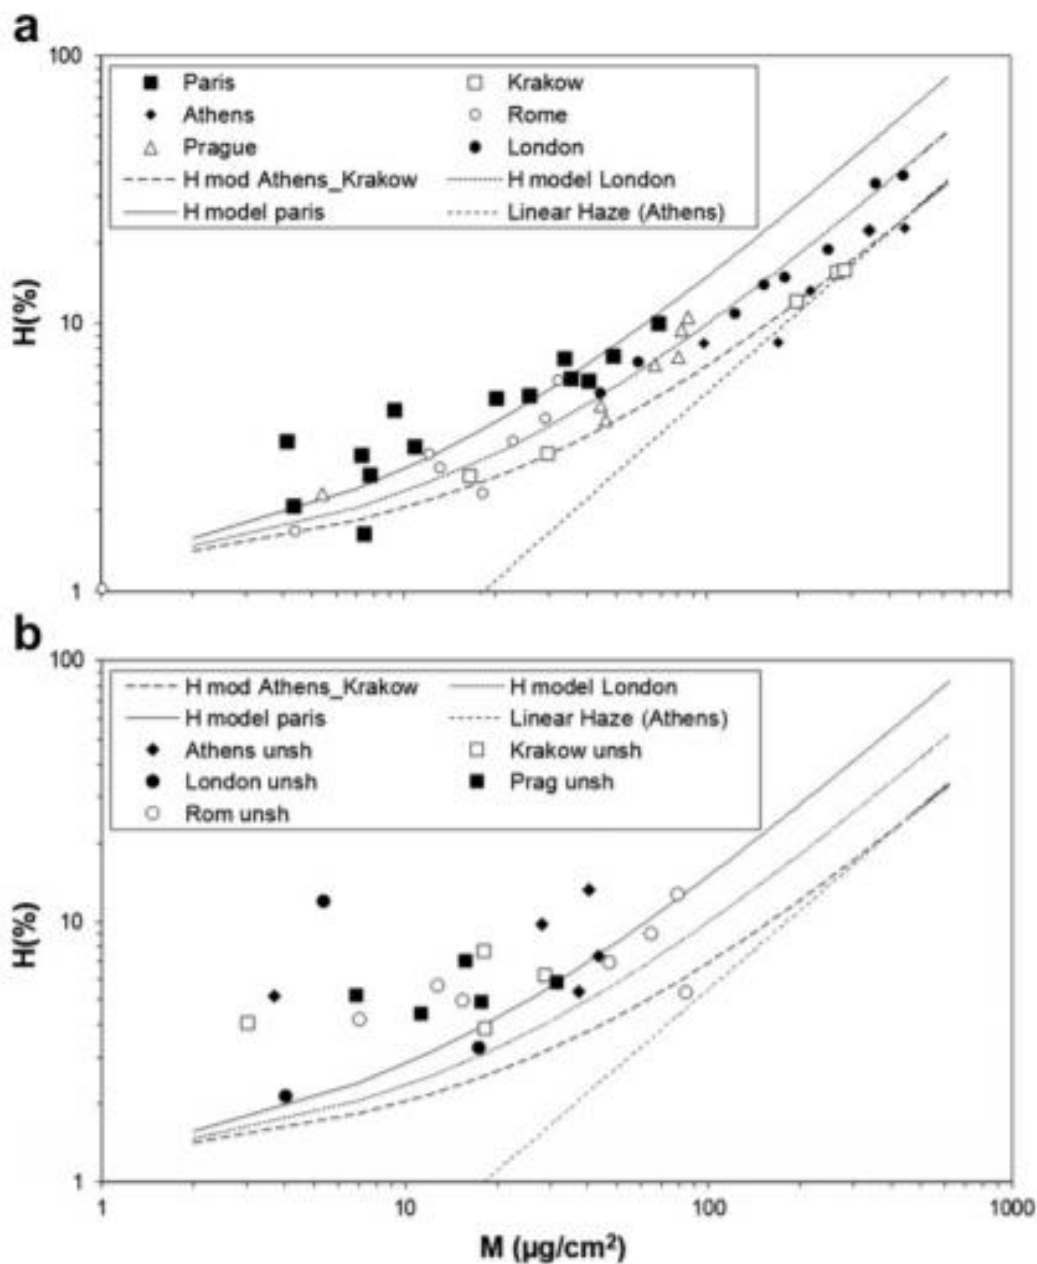 a
100
Paris Krakow
Athens Rome
Prague London
H mod Athens_Krakow H model London
H model paris Linear Haze (Athens)
H(%)
10
1
b
100
H mod Athens_Krakow H model London
H model paris Linear Haze (Athens)
Athens unsh Krakow unsh
London unsh Prag unsh
Rom unsh
H(%)
10
1
1 10 100 1000
M (µg/cm²)